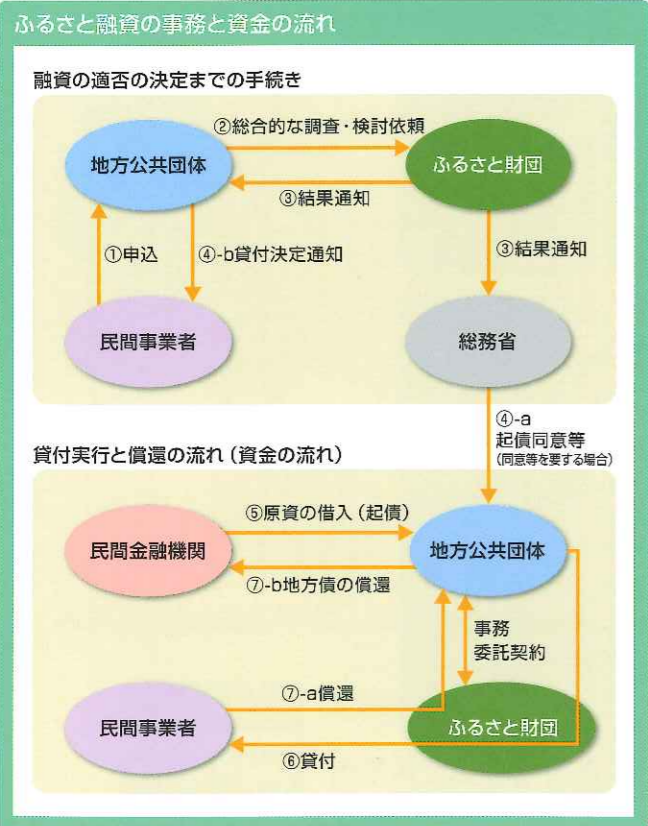 ふるさと融資の事務と資金の流れ
融資の適否の決定までの手続き
②総合的な調査・検討依頼
地方公共団体
ふるさと財団
③結果通知
①申込
④-b貸付決定通知
③結果通知
民間事業者
総務省
④-a
起債同意等
(同意等を要する場合)
貸付実行と償還の流れ(資金の流れ)
⑤原資の借入(起債)
民間金融機関
地方公共団体
⑦-b地方債の償還
事務
委託契約
⑦-a償還
民間事業者
ふるさと財団
⑥貸付